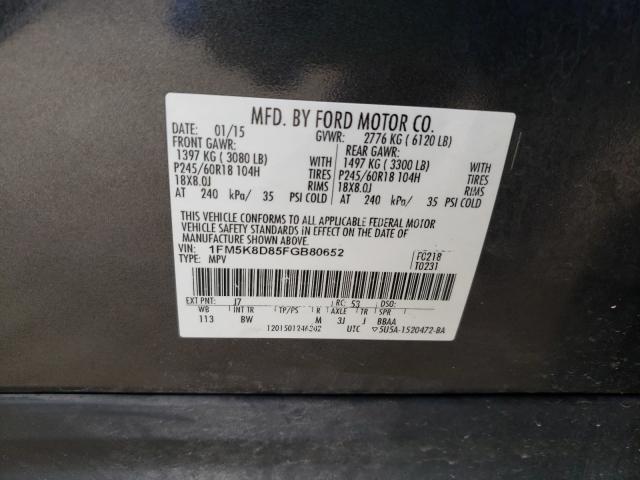 MFD. BY FORD MOTOR CO.
DATE: 01/15 GVWR: 2776 KG ( 6120 LB)
FRONT GAWR: REAR GAWR:
1397 KG ( 3080 LB) WITH 1497 KG ( 3300 LB) WITH
P245/60R18 104H TIRES P245/60R18 104H TIRES
18X8.0J RIMS 18X8.0J RIMS
AT 240 kPa/ 35 PSI COLD AT 240 kPa/ 35 PSI COLD
THIS VEHICLE CONFORMS TO ALL APPLICABLE FEDERAL MOTOR
VEHICLE SAFETY STANDARDS IN EFFECT ON THE DATE OF
MANUFACTURE SHOWN ABOVE.
VIN: 1FM5K8D85FGB80652 FC218
TYPE: MPV T0231
EXT PNT: J7 RC: 53 DSO:
WB INT TR TP/PS R AXLE TR SPR
113 BW M 3J J BBAA
UTC 5U5A-1520472-BA